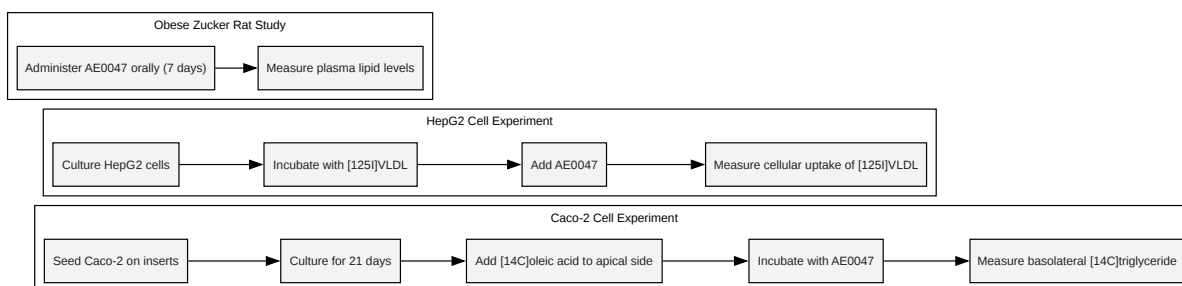 Obese Zucker Rat Study
Administer AE0047 orally (7 days)
Measure plasma lipid levels
HepG2 Cell Experiment
Culture HepG2 cells
Incubate with [125I]VLDL
Add AE0047
Measure cellular uptake of [125I]VLDL
Caco-2 Cell Experiment
Seed Caco-2 on inserts
Culture for 21 days
Add [14C]oleic acid to apical side
Incubate with AE0047
Measure basolateral [14C]triglyceride